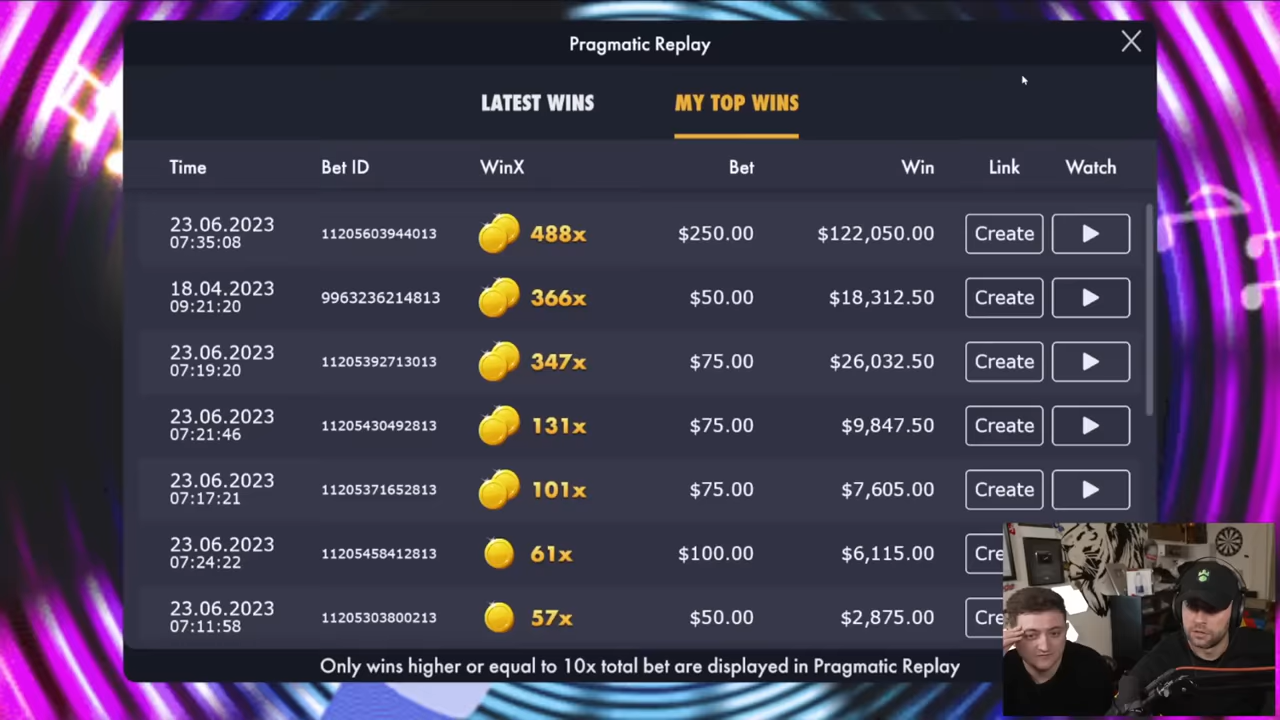 Pragmatic Replay
LATEST WINS MY TOP WINS
Time Bet ID WinX Bet Win Link Watch
23.06.2023
07:35:08 11205603944013 488x $250.00 $122,050.00 Create
18.04.2023
09:21:20 9963236214813 366x $50.00 $18,312.50 Create
23.06.2023
07:19:20 11205392713013 347x $75.00 $26,032.50 Create
23.06.2023
07:21:46 11205430492813 131x $75.00 $9,847.50 Create
23.06.2023
07:17:21 11205371652813 101x $75.00 $7,605.00 Create
23.06.2023
07:24:22 11205458412813 61x $100.00 $6,115.00 Cre
23.06.2023
07:11:58 11205303800213 57x $50.00 $2,875.00 Cre
Only wins higher or equal to 10x total bet are displayed in Pragmatic Replay